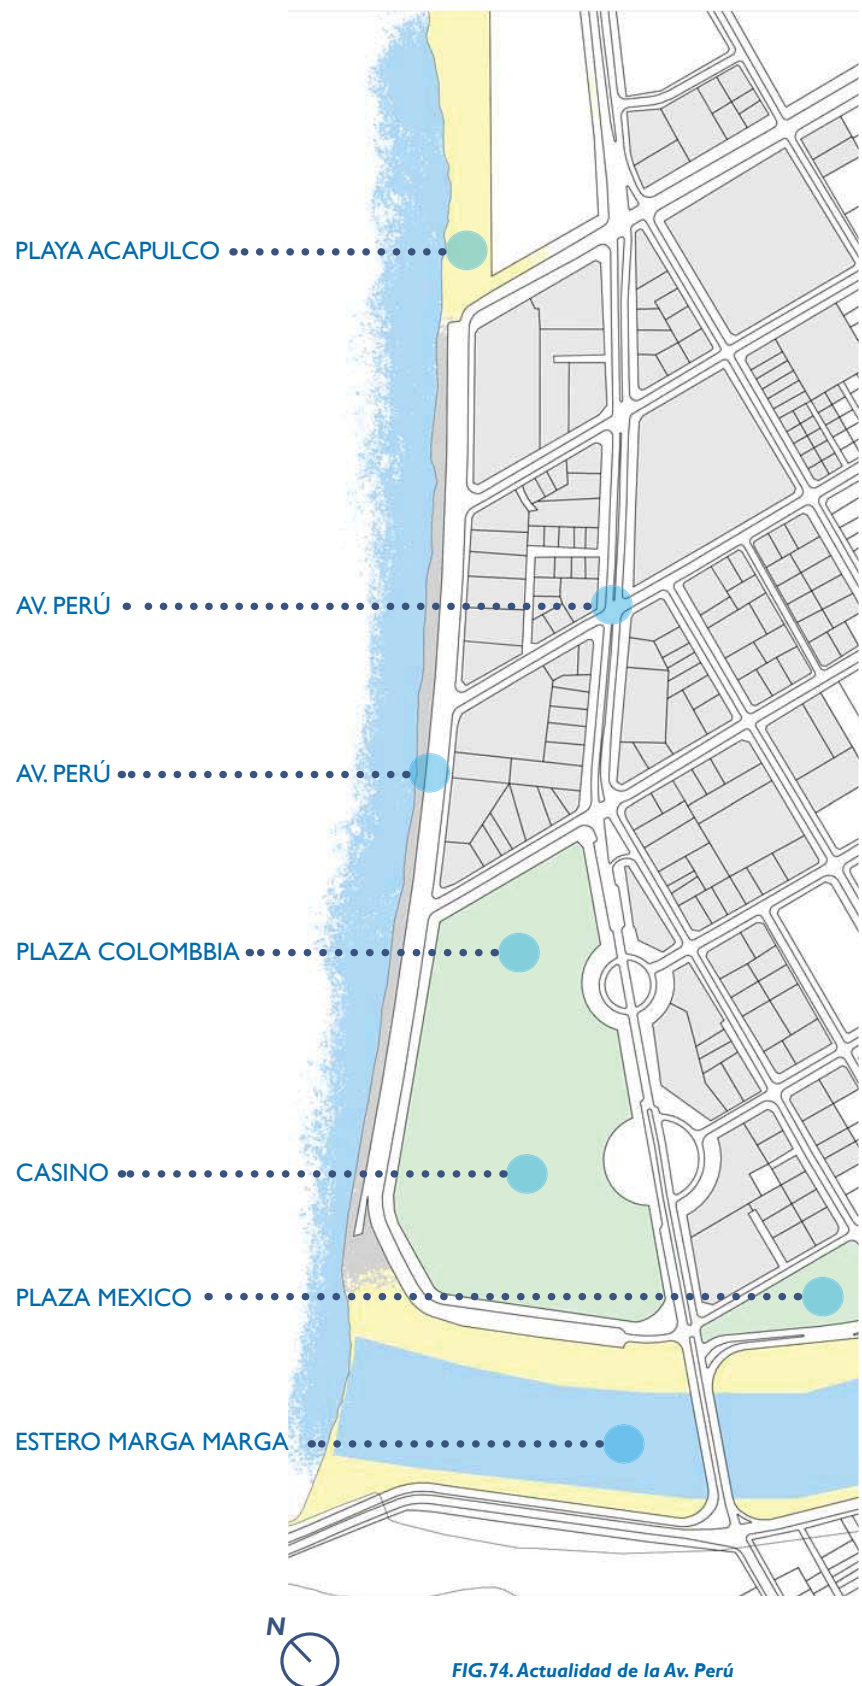 PLAYA ACAPULCO
AV. PERÚ
AV. PERÚ
PLAZA COLOMBBIA
CASINO
PLAZA MEXICO
ESTERO MARGA MARGA
N
FIG.74. Actualidad de la Av. Perú